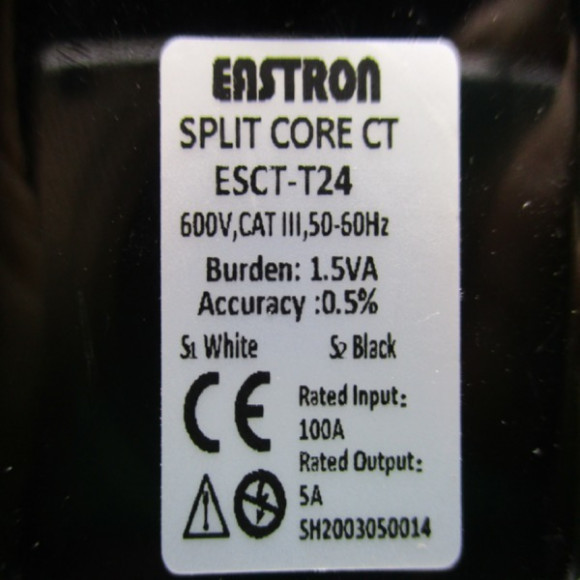 EASTRON
SPLIT CORE CT
ESCT-T24
600V,CAT III,50-60Hz
Burden: 1.5VA
Accuracy :0.5%
S1 White S2 Black
CE
Rated Input:
100A
Rated Output:
5A
SH2003050014